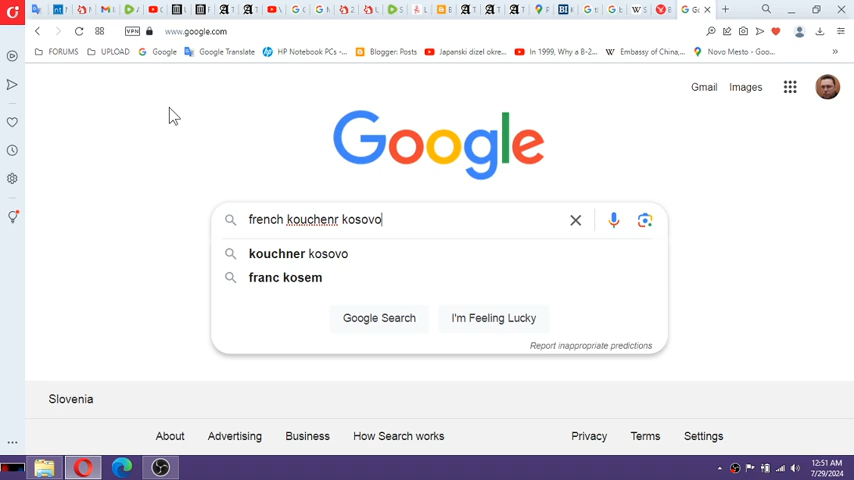 VPN www.google.com
FORUMS UPLOAD Google Google Translate HP Notebook PC -... Blogger: Posts Japanski dizel okre... In 1999, Why a B-2... Embassy of China,... Novo Mesto - Goo...
Gmail Images
Google
french kouchenr kosovo
kouchner kosovo
franc kosem
Google Search I'm Feeling Lucky
Report inappropriate predictions
Slovenia
About Advertising Business How Search works Privacy Terms Settings
12:51 AM
7/29/2024